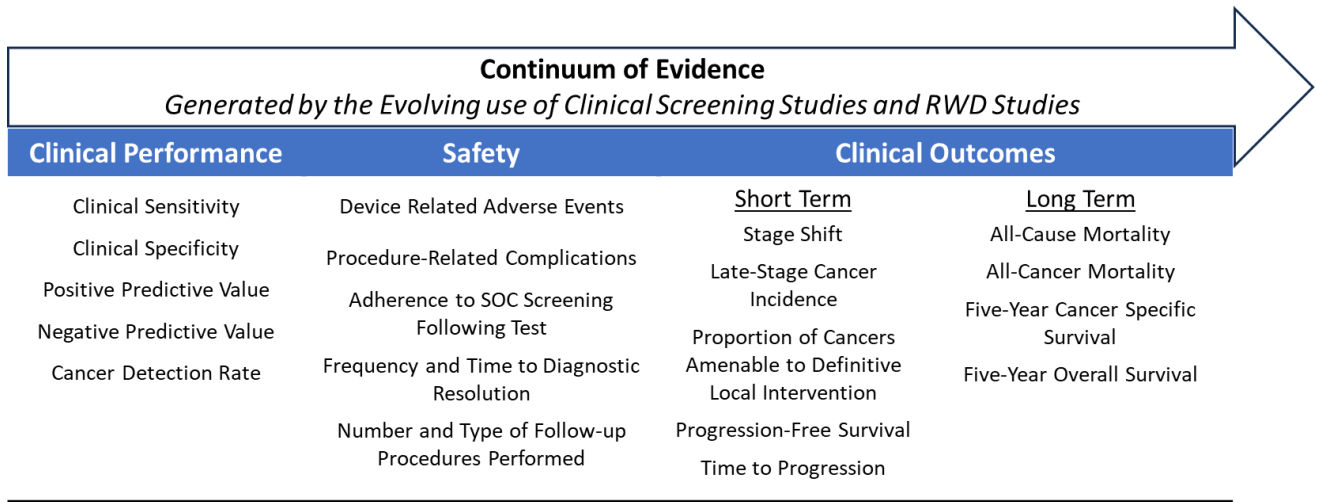 Continuum of Evidence
Generated by the Evolving use of Clinical Screening Studies and RWD Studies
Clinical Performance
Clinical Sensitivity
Clinical Specificity
Positive Predictive Value
Negative Predictive Value
Cancer Detection Rate
Safety
Device Related Adverse Events
Procedure-Related Complications
Adherence to SOC Screening
Following Test
Frequency and Time to Diagnostic
Resolution
Number and Type of Follow-up
Procedures Performed
Clinical Outcomes
Short Term
Stage Shift
Late-Stage Cancer
Incidence
Proportion of Cancers
Amenable to Definitive
Local Intervention
Progression-Free Survival
Time to Progression
Long Term
All-Cause Mortality
All-Cancer Mortality
Five-Year Cancer Specific
Survival
Five-Year Overall Survival